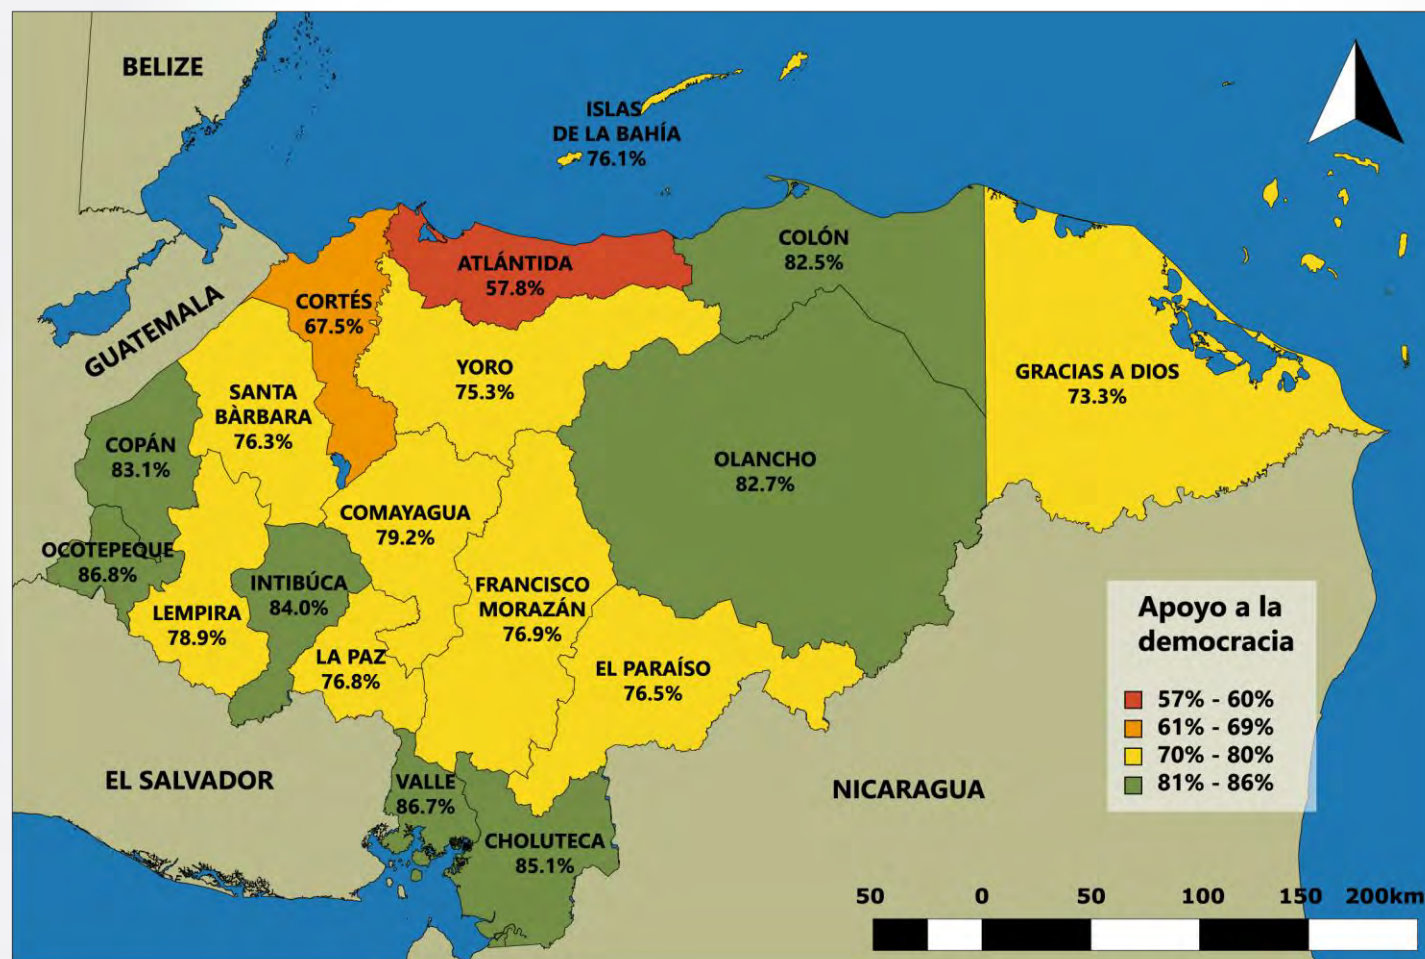 BELIZE
ISLAS
DE LA BAHÍA
76.1%
COLÓN
82.5%
ATLÁNTIDA
57.8%
CORTÉS
67.5%
GUATEMALA
YORO
75.3%
GRACIAS A DIOS
73.3%
SANTA
BÀRBARA
76.3%
COPÁN
83.1%
OLANCHO
82.7%
COMAYAGUA
79.2%
OCOTEPEQUE
86.8%
INTIBÚCA
84.0%
FRANCISCO
MORAZÁN
76.9%
LEMPIRA
78.9%
LA PAZ
76.8%
EL PARAÍSO
76.5%
EL SALVADOR
VALLE
86.7%
NICARAGUA
CHOLUTECA
85.1%
Apoyo a la
democracia
57% - 60%
61% - 69%
70% - 80%
81% - 86%
50 0 50 100 150 200km